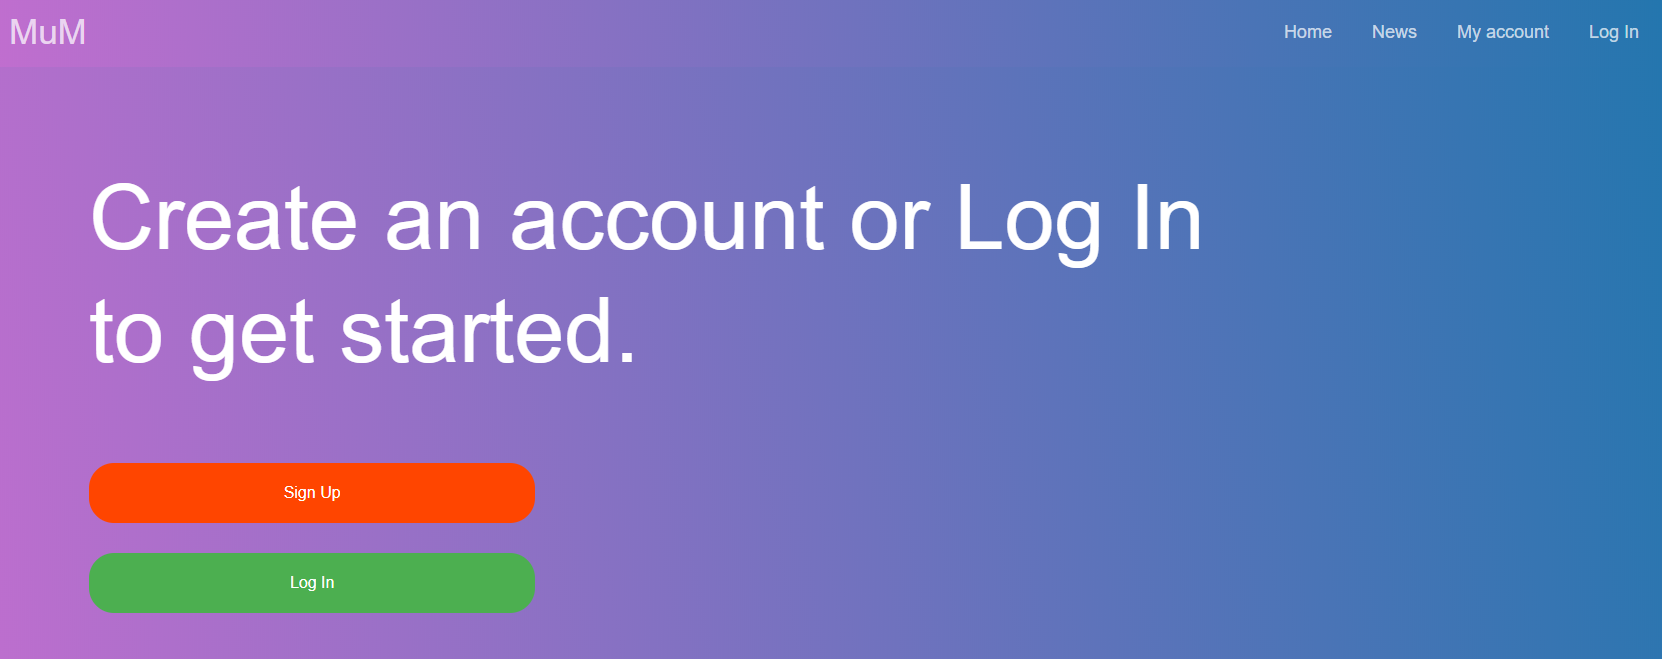 MuM
Home
News
My account
Log In
Create an account or Log In
to get started.
Sign Up
Log In